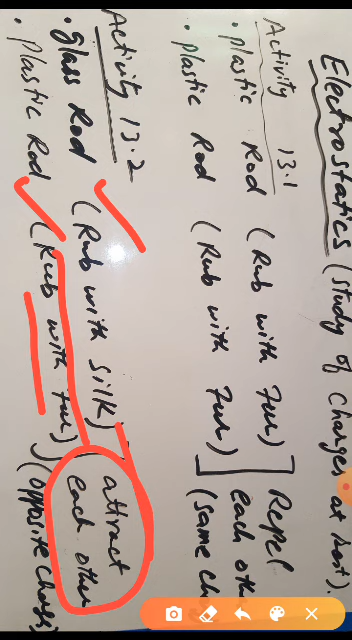 Electrostatics (study of charges at rest).
Activity 13.1
• plastic Rod (Rub with Fur) Repel
• plastic Rod (Rub with Fur) each oth
(same ch
Activity 13.2
• glass Rod (Rub with silk) attract
• Plastic Rod (Rub with fur) each other
(opposite